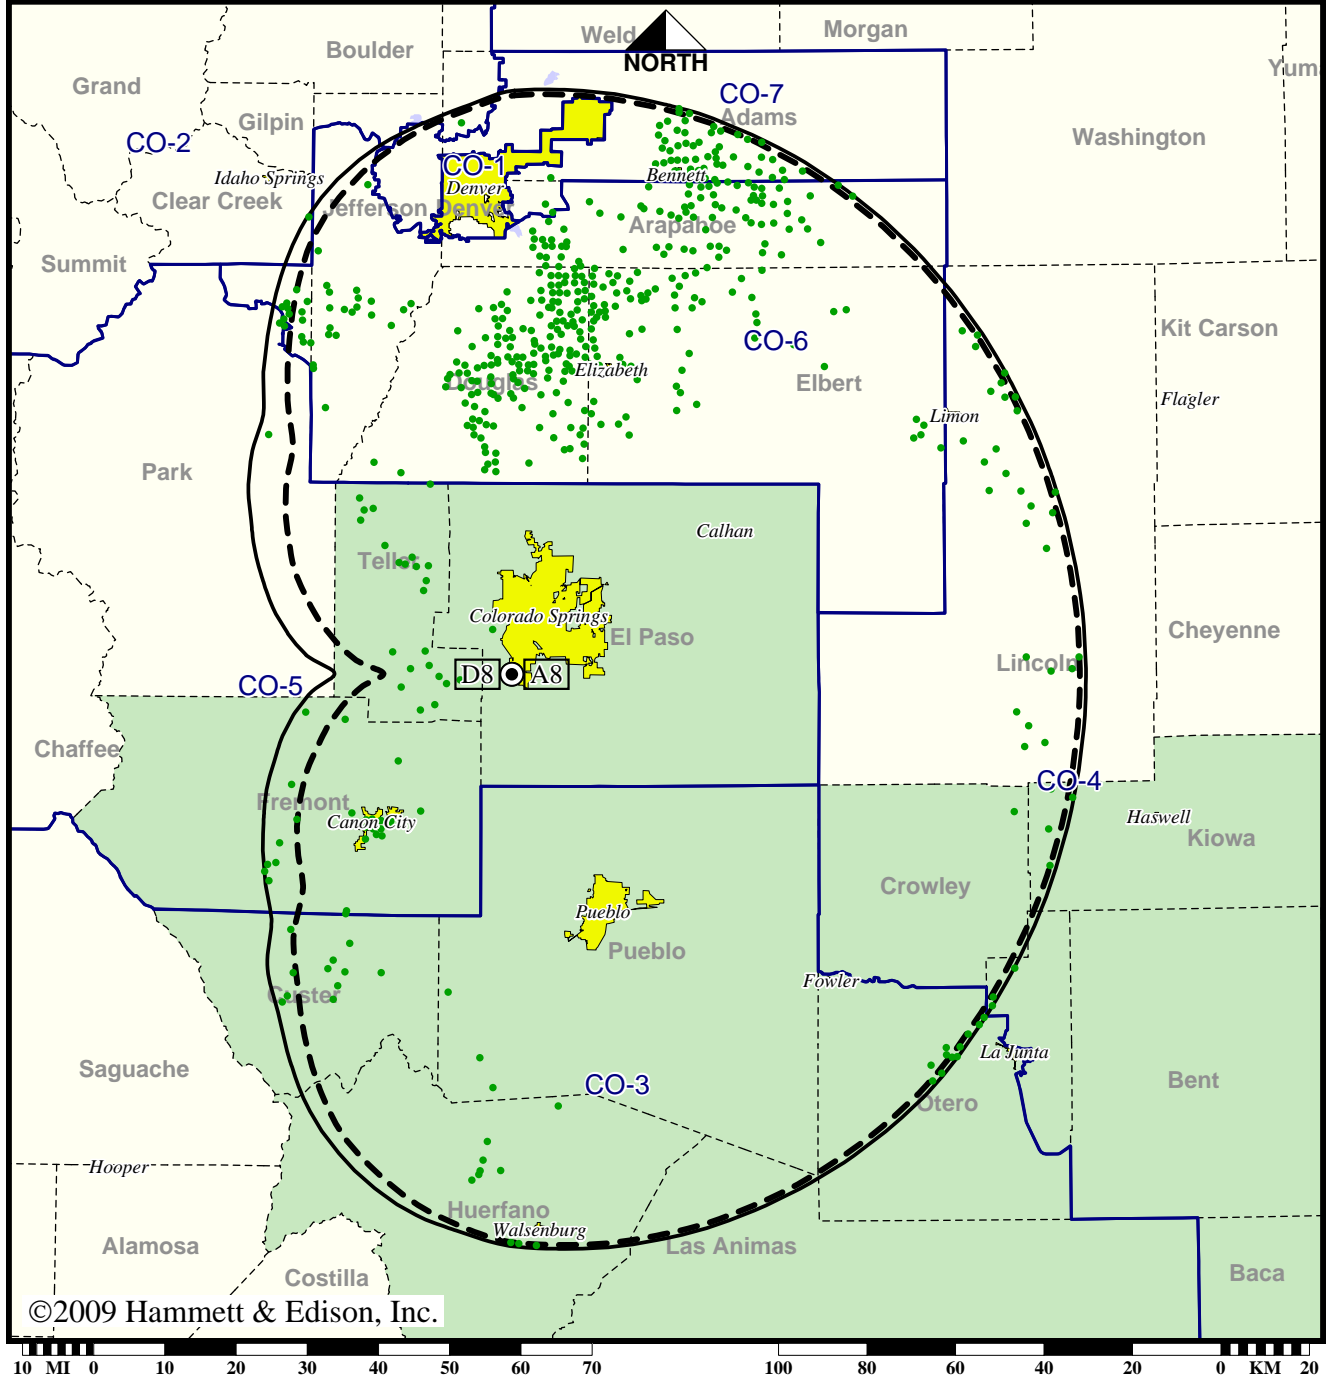 Weld
Morgan
Boulder
NORTH
Yum
Grand
CO-7
Adams
Gilpin
Washington
CO-2
CO-1
Idaho Springs
Bennett
Denver
Clear Creek
Jefferson
Denver
Arapahoe
Summit
Kit Carson
CO-6
Elizabeth
Douglas
Elbert
Flagler
Limon
Park
Calhan
Teller
Colorado Springs
El Paso
Cheyenne
Lincoln
D8
A8
CO-5
Chaffee
CO-4
Fremont
Canon City
Haswell
Kiowa
Crowley
Pueblo
Pueblo
Fowler
Custer
La Junta
Saguache
CO-3
Bent
Otero
Hooper
Huerfano
Walsenburg
Alamosa
Las Animas
Costilla
Baca
©2009 Hammett & Edison, Inc.
10 MI 0 10 20 30 40 50 60 70 100 80 60 40 20 0 KM 20